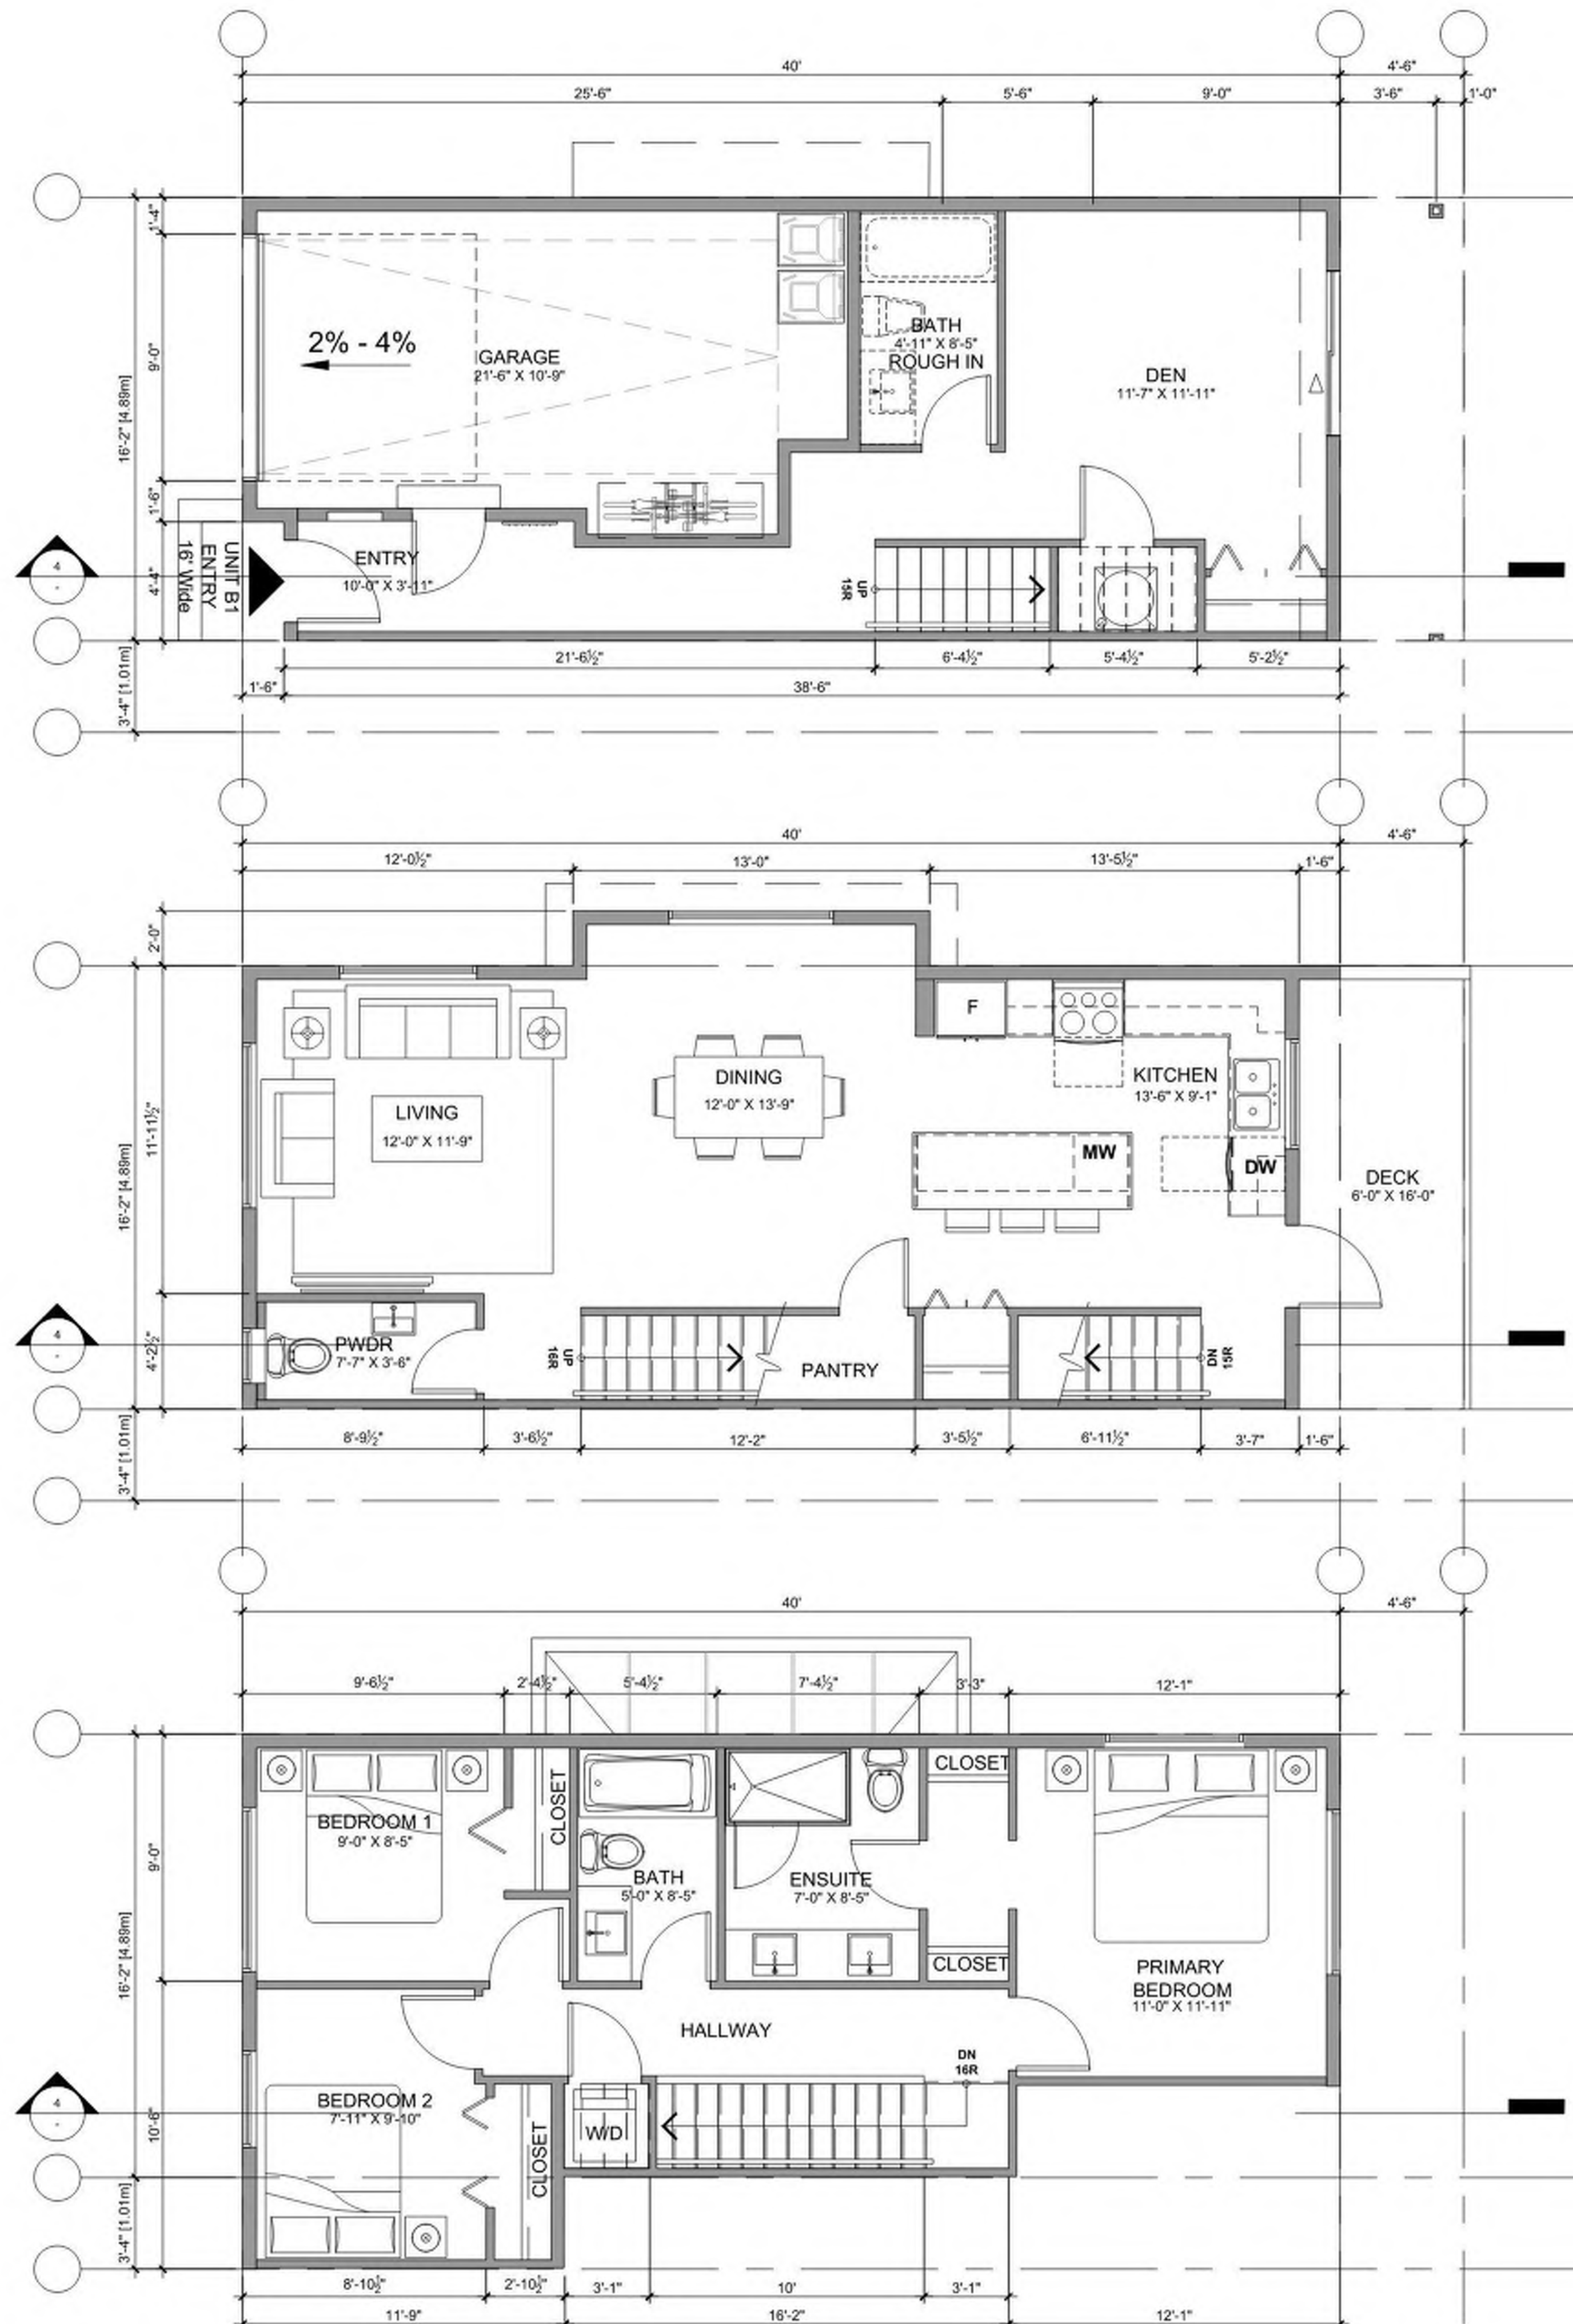 40'
4'-6"
25'-6"
5'-6"
9'-0"
3'-6"
1'-0"
1'-4"
9'-0"
16'-2" [4.89m]
1'-6"
4'-4"
3'-4" [1.01m]
2% - 4%
GARAGE
21'-6" X 10'-9"
BATH
4'-11" X 8'-5"
ROUGH IN
DEN
11'-7" X 11'-11"
4
-
UNIT B1
ENTRY
16' Wide
ENTRY
10'-0" X 3'-11"
UP
15R
21'-6½"
6'-4½"
5'-4½"
5'-2½"
1'-6"
38'-6"
40'
4'-6"
12'-0½"
13'-0"
13'-5½"
1'-6"
2'-0"
11'-11½"
16'-2" [4.89m]
4'-2½"
3'-4" [1.01m]
F
LIVING
12'-0" X 11'-9"
DINING
12'-0" X 13'-9"
KITCHEN
13'-6" X 9'-1"
MW
DW
DECK
6'-0" X 16'-0"
4
-
PWDR
7'-7" X 3'-6"
UP
16R
PANTRY
DN
15R
8'-9½"
3'-6½"
12'-2"
3'-5½"
6'-11½"
3'-7"
1'-6"
40'
4'-6"
9'-6½"
2'-4½"
5'-4½"
7'-4½"
3'-3"
12'-1"
9'-0"
16'-2" [4.89m]
10'-6"
3'-4" [1.01m]
BEDROOM 1
9'-0" X 8'-5"
CLOSET
BATH
5'-0" X 8'-5"
ENSUITE
7'-0" X 8'-5"
CLOSET
CLOSET
PRIMARY
BEDROOM
11'-0" X 11'-11"
HALLWAY
DN
16R
4
-
BEDROOM 2
7'-11" X 9'-10"
CLOSET
W/D
8'-10½"
2'-10½"
3'-1"
10'
3'-1"
11'-9"
16'-2"
12'-1"